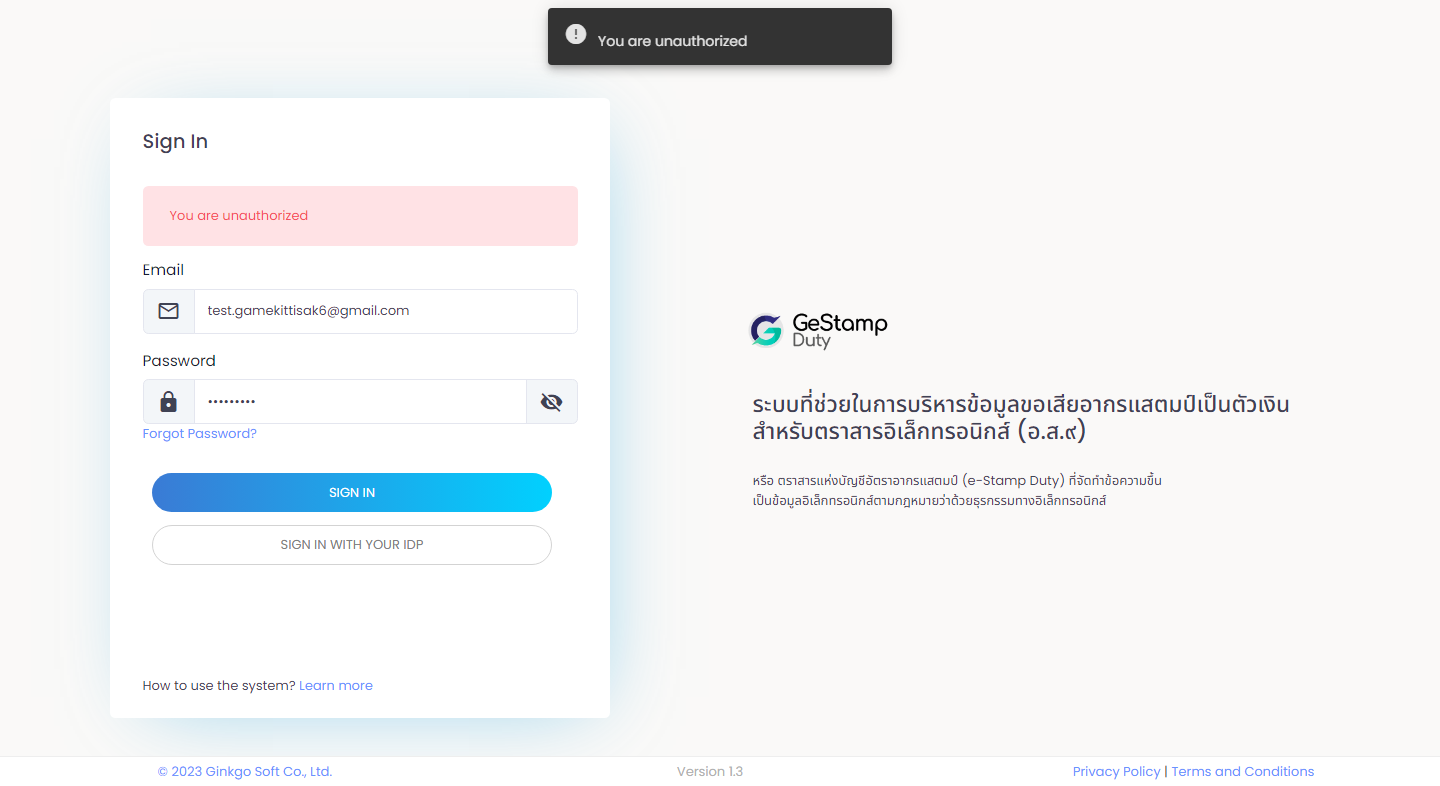 You are unauthorized
Sign In
You are unauthorized
Email
test.gamekittisak6@gmail.com
Password
•••••••••
Forgot Password?
SIGN IN
SIGN IN WITH YOUR IDP
How to use the system? Learn more
GeStamp
Duty
ระบบที่ช่วยในการบริหารข้อมูลขอเสียอากรแสตมป์เป็นตัวเงิน
สำหรับตราสารอิเล็กทรอนิกส์ (อ.ส.๙)
หรือ ตราสารแห่งบัญชีอัตราอากรแสตมป์ (e-Stamp Duty) ที่จัดทำข้อความขึ้น
เป็นข้อมูลอิเล็กทรอนิกส์ตามกฎหมายว่าด้วยธุรกรรมทางอิเล็กทรอนิกส์
© 2023 Ginkgo Soft Co., Ltd.
Version 1.3
Privacy Policy | Terms and Conditions